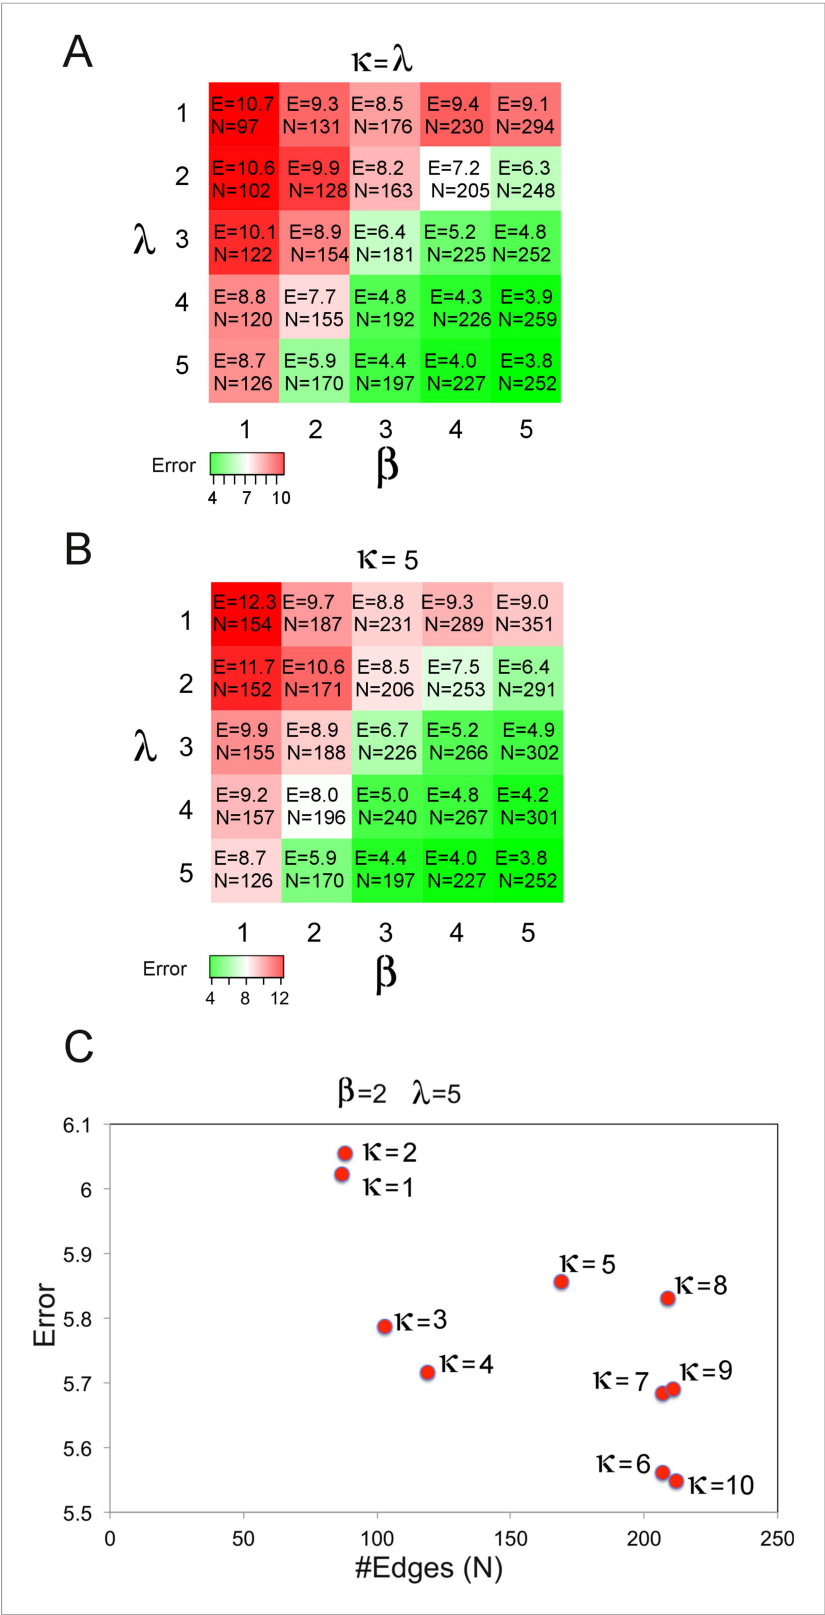 A
κ=λ
1
E=10.7 E=9.3 E=8.5 E=9.4 E=9.1
N=97 N=131 N=176 N=230 N=294
2
E=10.6 E=9.9 E=8.2 E=7.2 E=6.3
N=102 N=128 N=163 N=205 N=248
λ 3
E=10.1 E=8.9 E=6.4 E=5.2 E=4.8
N=122 N=154 N=181 N=225 N=252
4
E=8.8 E=7.7 E=4.8 E=4.3 E=3.9
N=120 N=155 N=192 N=226 N=259
5
E=8.7 E=5.9 E=4.4 E=4.0 E=3.8
N=126 N=170 N=197 N=227 N=252
1 2 3 4 5
Error
β
4 7 10
B
κ= 5
1
E=12.3 E=9.7 E=8.8 E=9.3 E=9.0
N=154 N=187 N=231 N=289 N=351
2
E=11.7 E=10.6 E=8.5 E=7.5 E=6.4
N=152 N=171 N=206 N=253 N=291
λ 3
E=9.9 E=8.9 E=6.7 E=5.2 E=4.9
N=155 N=188 N=226 N=266 N=302
4
E=9.2 E=8.0 E=5.0 E=4.8 E=4.2
N=157 N=196 N=240 N=267 N=301
5
E=8.7 E=5.9 E=4.4 E=4.0 E=3.8
N=126 N=170 N=197 N=227 N=252
1 2 3 4 5
Error
β
4 8 12
C
β=2 λ=5
6.1
κ=2
6
κ=1
5.9
κ=5
κ=8
5.8
κ=3
κ=4
5.7
κ=7 κ=9
5.6
κ=6
κ=10
5.5
Error
0 50 100 150 200 250
#Edges (N)